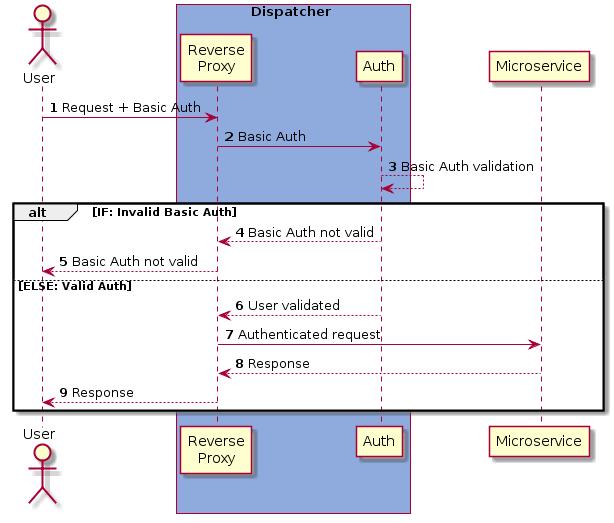 Dispatcher
User
Reverse
Proxy
Auth
Microservice
1 Request + Basic Auth
2 Basic Auth
3 Basic Auth validation
alt [IF: Invalid Basic Auth]
4 Basic Auth not valid
5 Basic Auth not valid
[ELSE: Valid Auth]
6 User validated
7 Authenticated request
8 Response
9 Response
User
Reverse
Proxy
Auth
Microservice